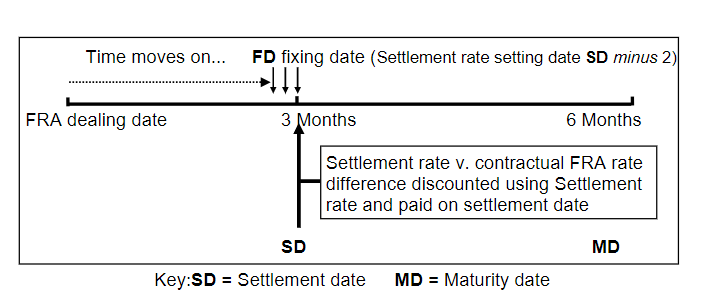 Time moves on... FD fixing date (Settlement rate setting date SD minus 2)
FRA dealing date 3 Months 6 Months
Settlement rate v. contractual FRA rate
difference discounted using Settlement
rate and paid on settlement date
SD MD
Key:SD = Settlement date MD = Maturity date